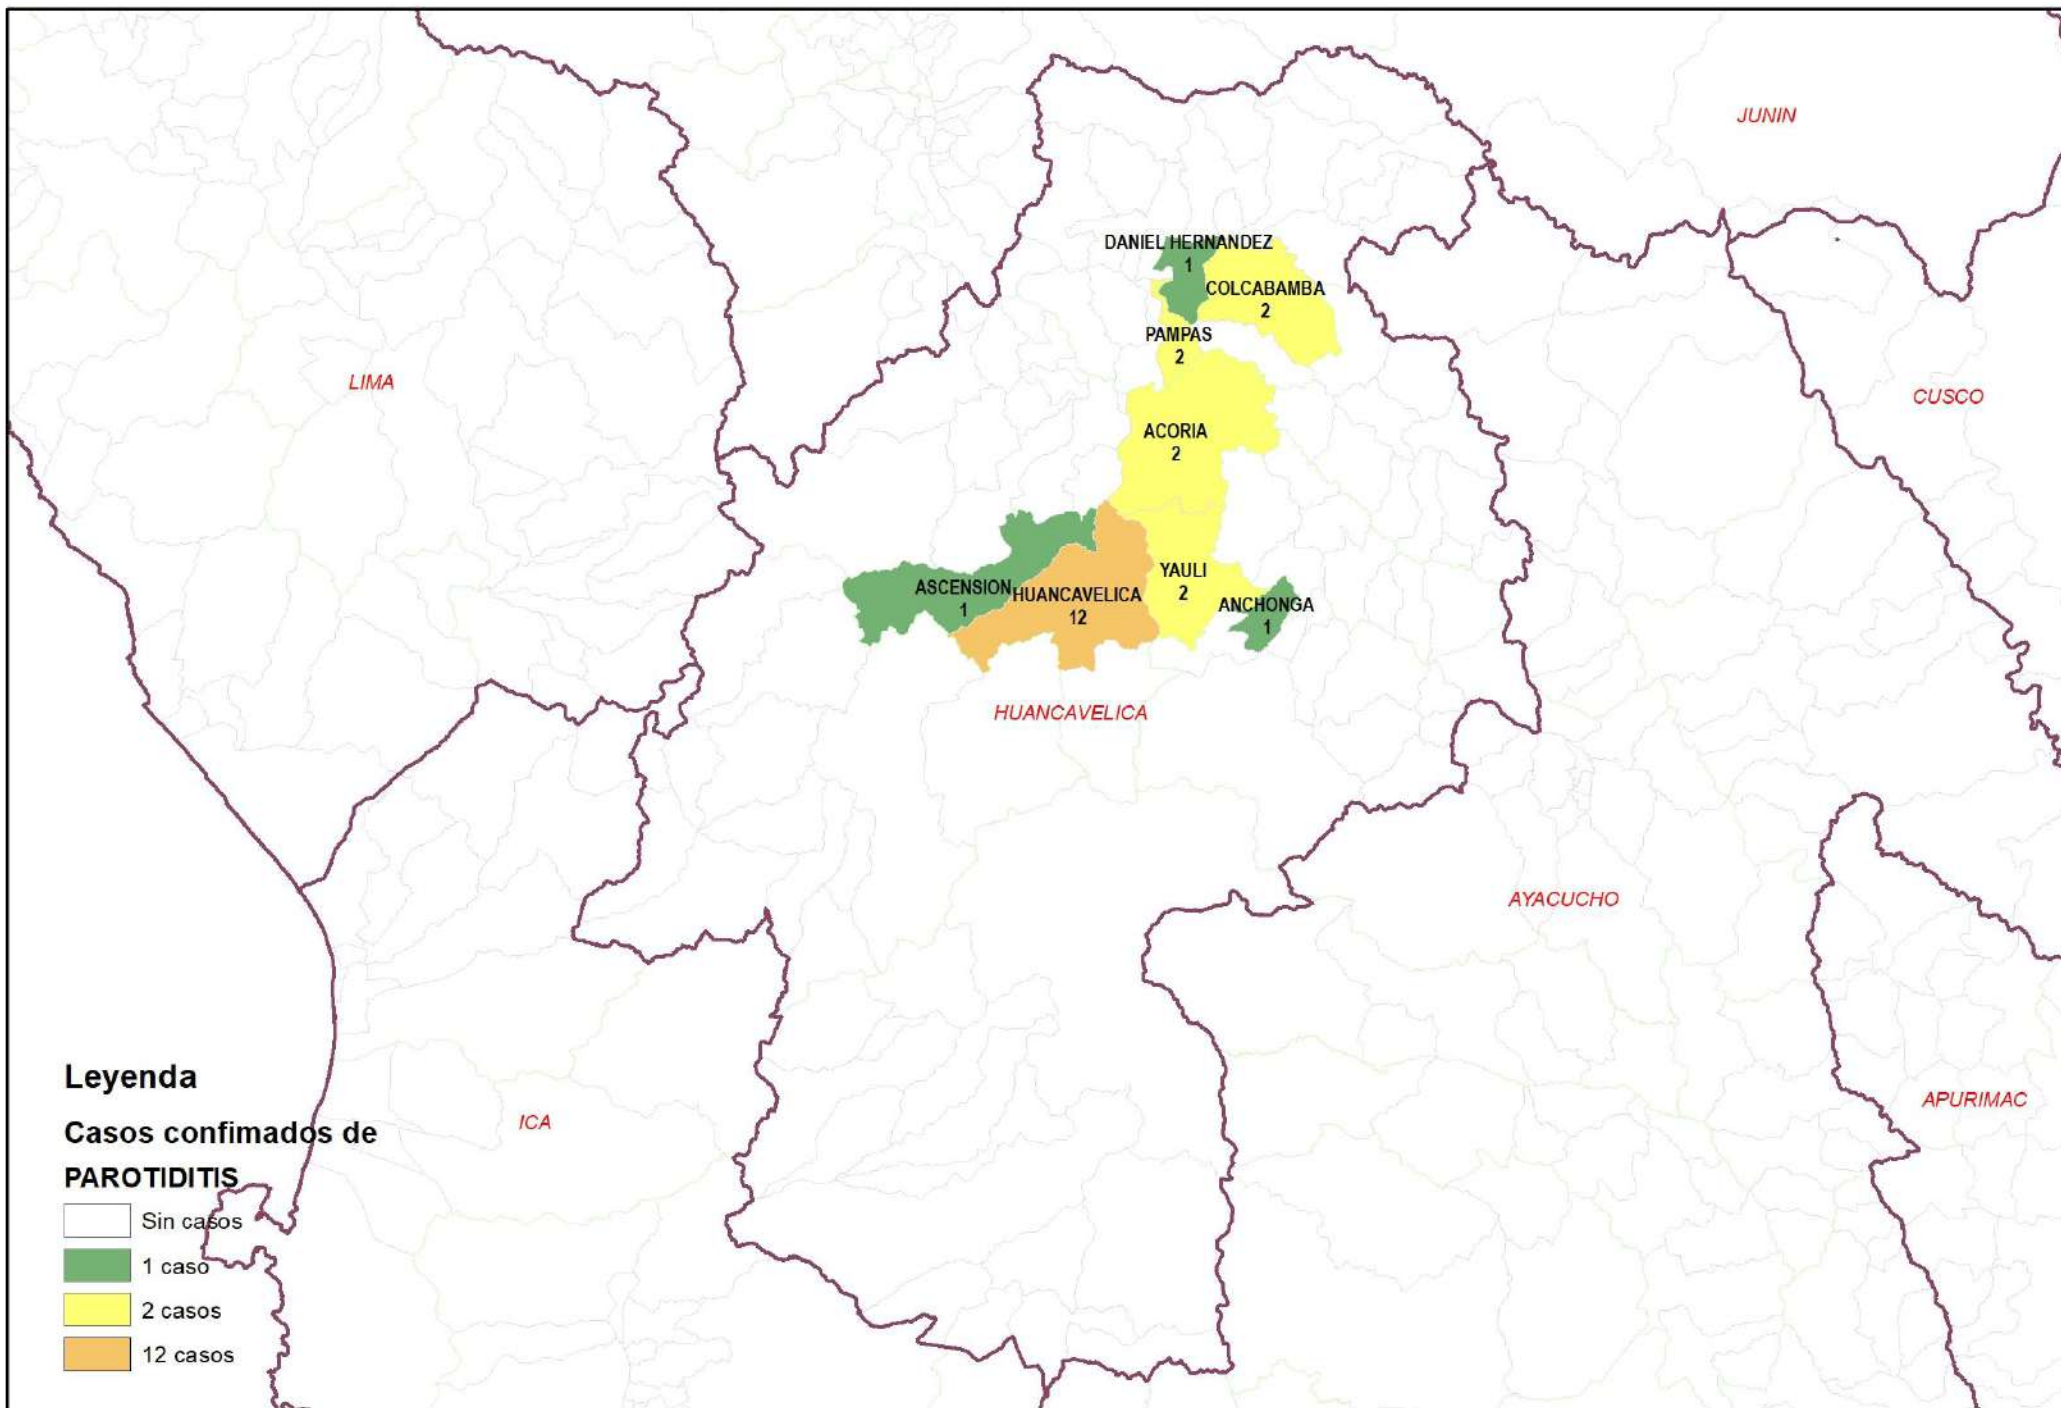 JUNIN
DANIEL HERNANDEZ
1
COLCABAMBA
2
PAMPAS
2
LIMA
CUSCO
ACORIA
2
YAULI
2
ASCENSION
1
HUANCAVELICA
12
ANCHONGA
1
HUANCAVELICA
AYACUCHO
APURIMAC
ICA
Leyenda
Casos confimados de
PAROTIDITIS
Sin casos
1 caso
2 casos
12 casos